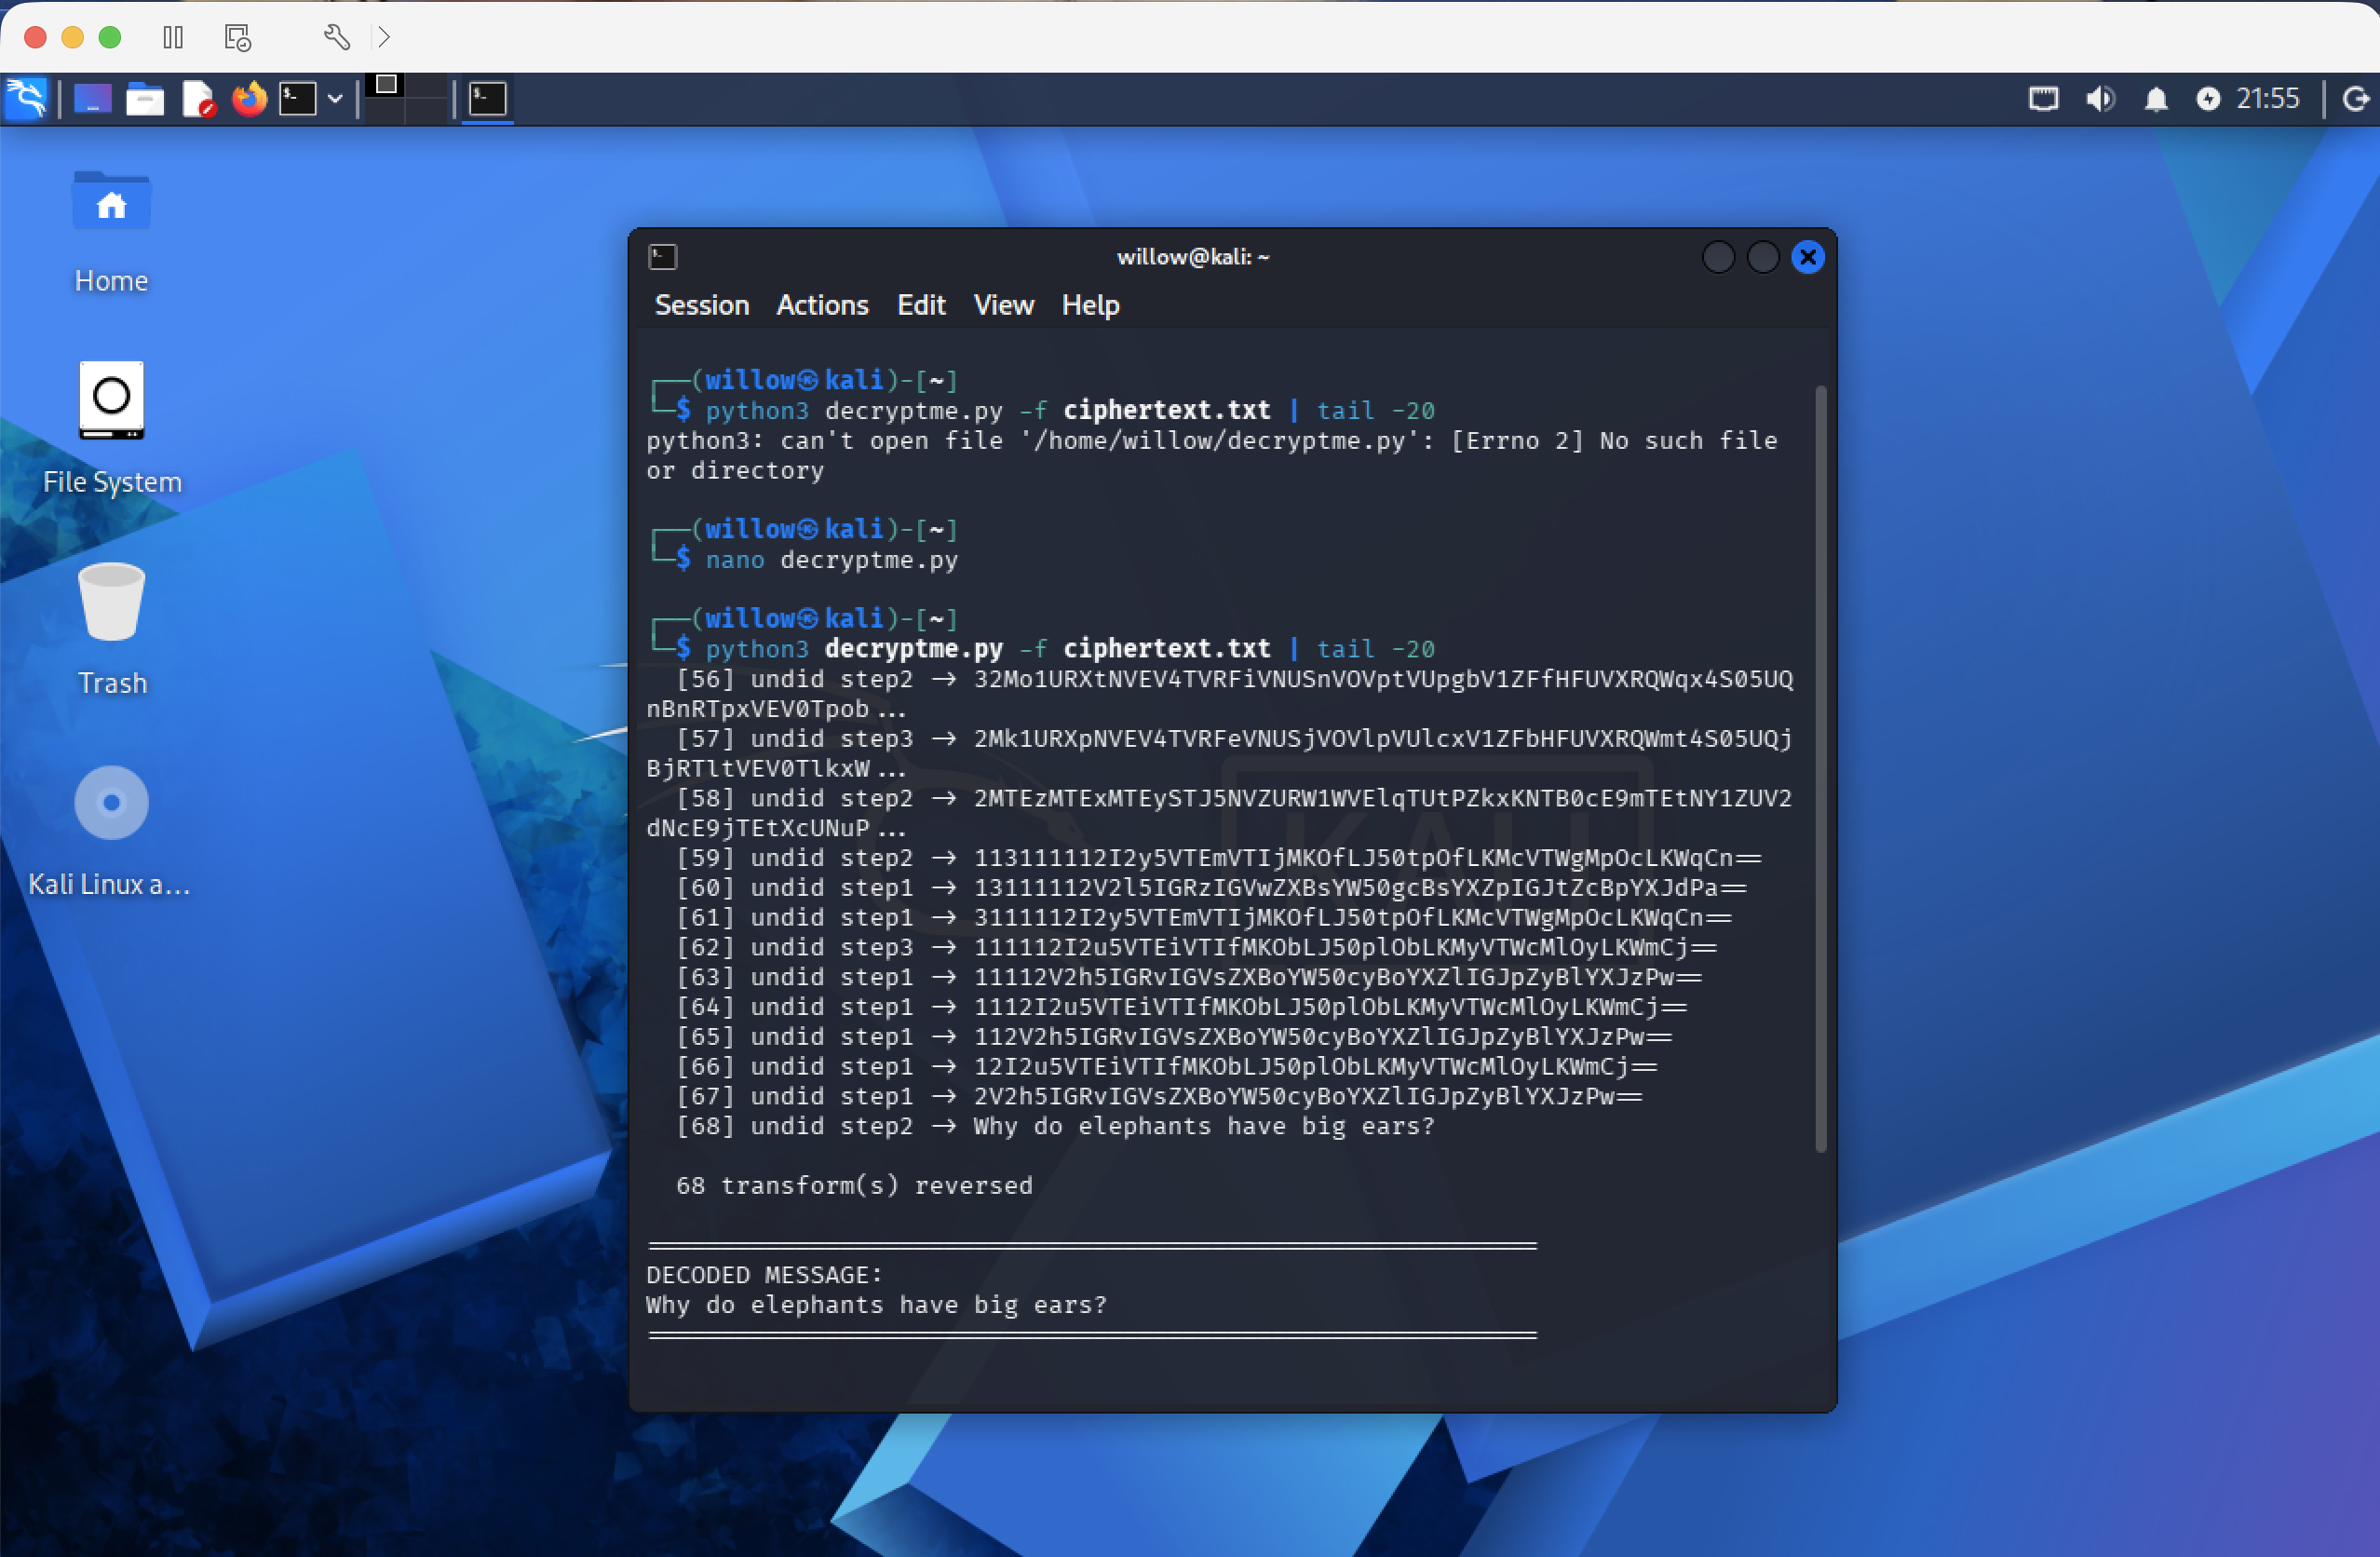 21:55
Home
File System
Trash
Kali Linux a...
willow@kali: ~
Session Actions Edit View Help
┌──(willow㉿kali)-[~]
└─$ python3 decryptme.py -f ciphertext.txt | tail -20
python3: can't open file '/home/willow/decryptme.py': [Errno 2] No such file
or directory
┌──(willow㉿kali)-[~]
└─$ nano decryptme.py
┌──(willow㉿kali)-[~]
└─$ python3 decryptme.py -f ciphertext.txt | tail -20
[56] undid step2 → 32Mo1URXtNVEV4TVRFiVNUSnVOVptVUpgbV1ZFfHFUVXRQWqx4S05UQ
nBnRTpxVEV0Tpob...
[57] undid step3 → 2Mk1URXpNVEV4TVRFeVNUSjVOVlpVUlcxV1ZFbHFUVXRQWmt4S05UQj
BjRTltVEV0TlkxW...
[58] undid step2 → 2MTEzMTExMTEySTJ5NVZURW1WVElqTUtPZkxKNTB0cE9mTEtNY1ZUV2
dNcE9jTEtXcUNuP...
[59] undid step2 → 113111112I2y5VTEmVTIjMKOfLJ50tpOfLKMcVTWgMpOcLKWqCn==
[60] undid step1 → 13111112V2l5IGRzIGVwZXBsYW50gcBsYXZpIGJtZcBpYXJdPa==
[61] undid step1 → 3111112I2y5VTEmVTIjMKOfLJ50tpOfLKMcVTWgMpOcLKWqCn==
[62] undid step3 → 111112I2u5VTEiVTIfMKObLJ50plObLKMyVTWcMlOyLKWmCj==
[63] undid step1 → 11112V2h5IGRvIGVsZXBoYW50cyBoYXZlIGJpZyBlYXJzPw==
[64] undid step1 → 1112I2u5VTEiVTIfMKObLJ50plObLKMyVTWcMlOyLKWmCj==
[65] undid step1 → 112V2h5IGRvIGVsZXBoYW50cyBoYXZlIGJpZyBlYXJzPw==
[66] undid step1 → 12I2u5VTEiVTIfMKObLJ50plObLKMyVTWcMlOyLKWmCj==
[67] undid step1 → 2V2h5IGRvIGVsZXBoYW50cyBoYXZlIGJpZyBlYXJzPw==
[68] undid step2 → Why do elephants have big ears?
68 transform(s) reversed
============================================================
DECODED MESSAGE:
Why do elephants have big ears?
============================================================
KALI